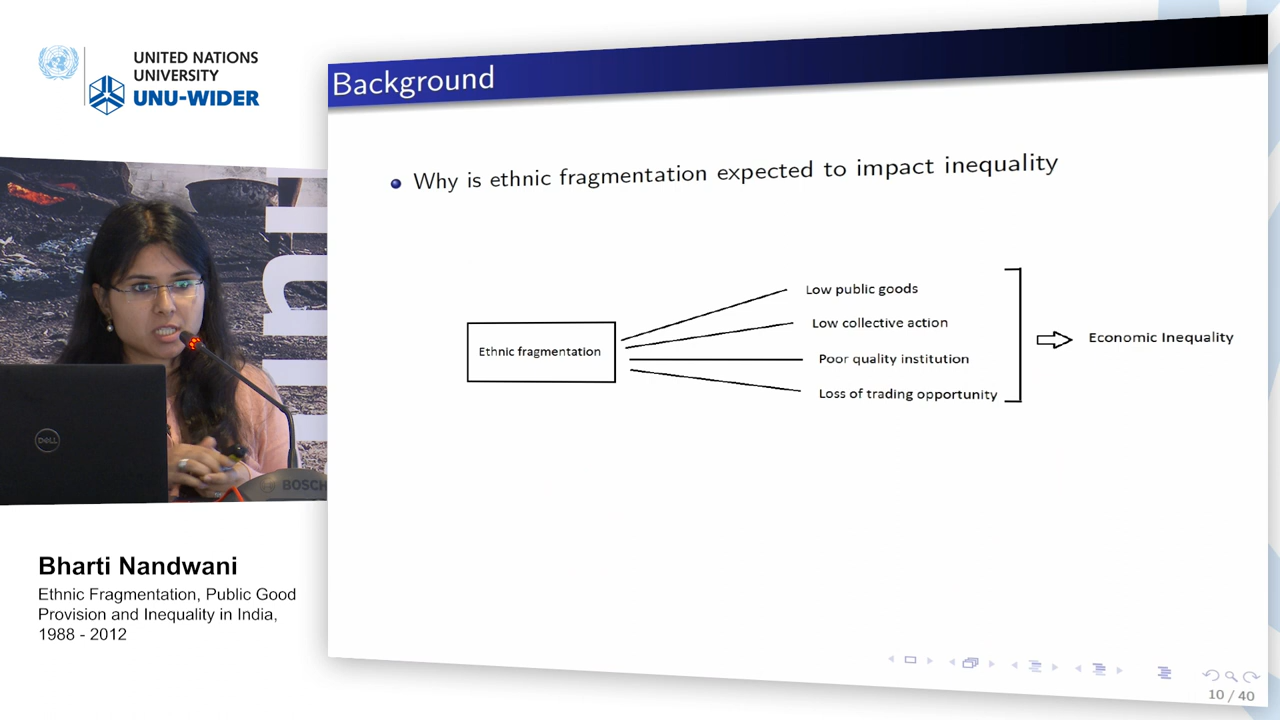 UNITED NATIONS
UNIVERSITY
UNU-WIDER
Background
Why is ethnic fragmentation expected to impact inequality
Ethnic fragmentation
Low public goods
Low collective action
Poor quality institution
Loss of trading opportunity
Economic Inequality
DELL
BOSCH
Bharti Nandwani
Ethnic Fragmentation, Public Good
Provision and Inequality in India,
1988 - 2012
10 / 40